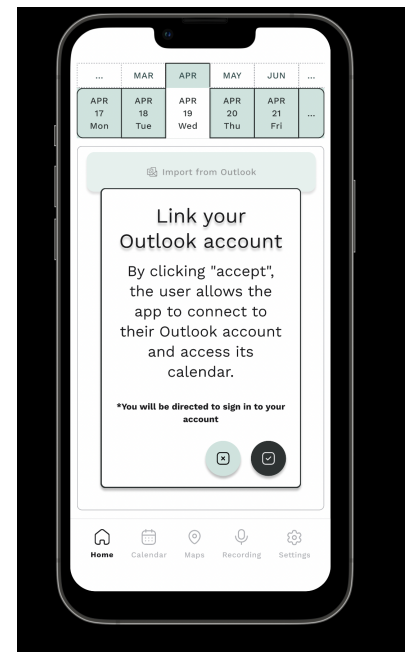 ... MAR APR MAY JUN ...
APR APR APR APR APR
17 18 19 20 21 ...
Mon Tue Wed Thu Fri
Import from Outlook
Link your
Outlook account
By clicking "accept",
the user allows the
app to connect to
their Outlook account
and access its
calendar.
*You will be directed to sign in to your
account
Home Calendar Maps Recording Settings